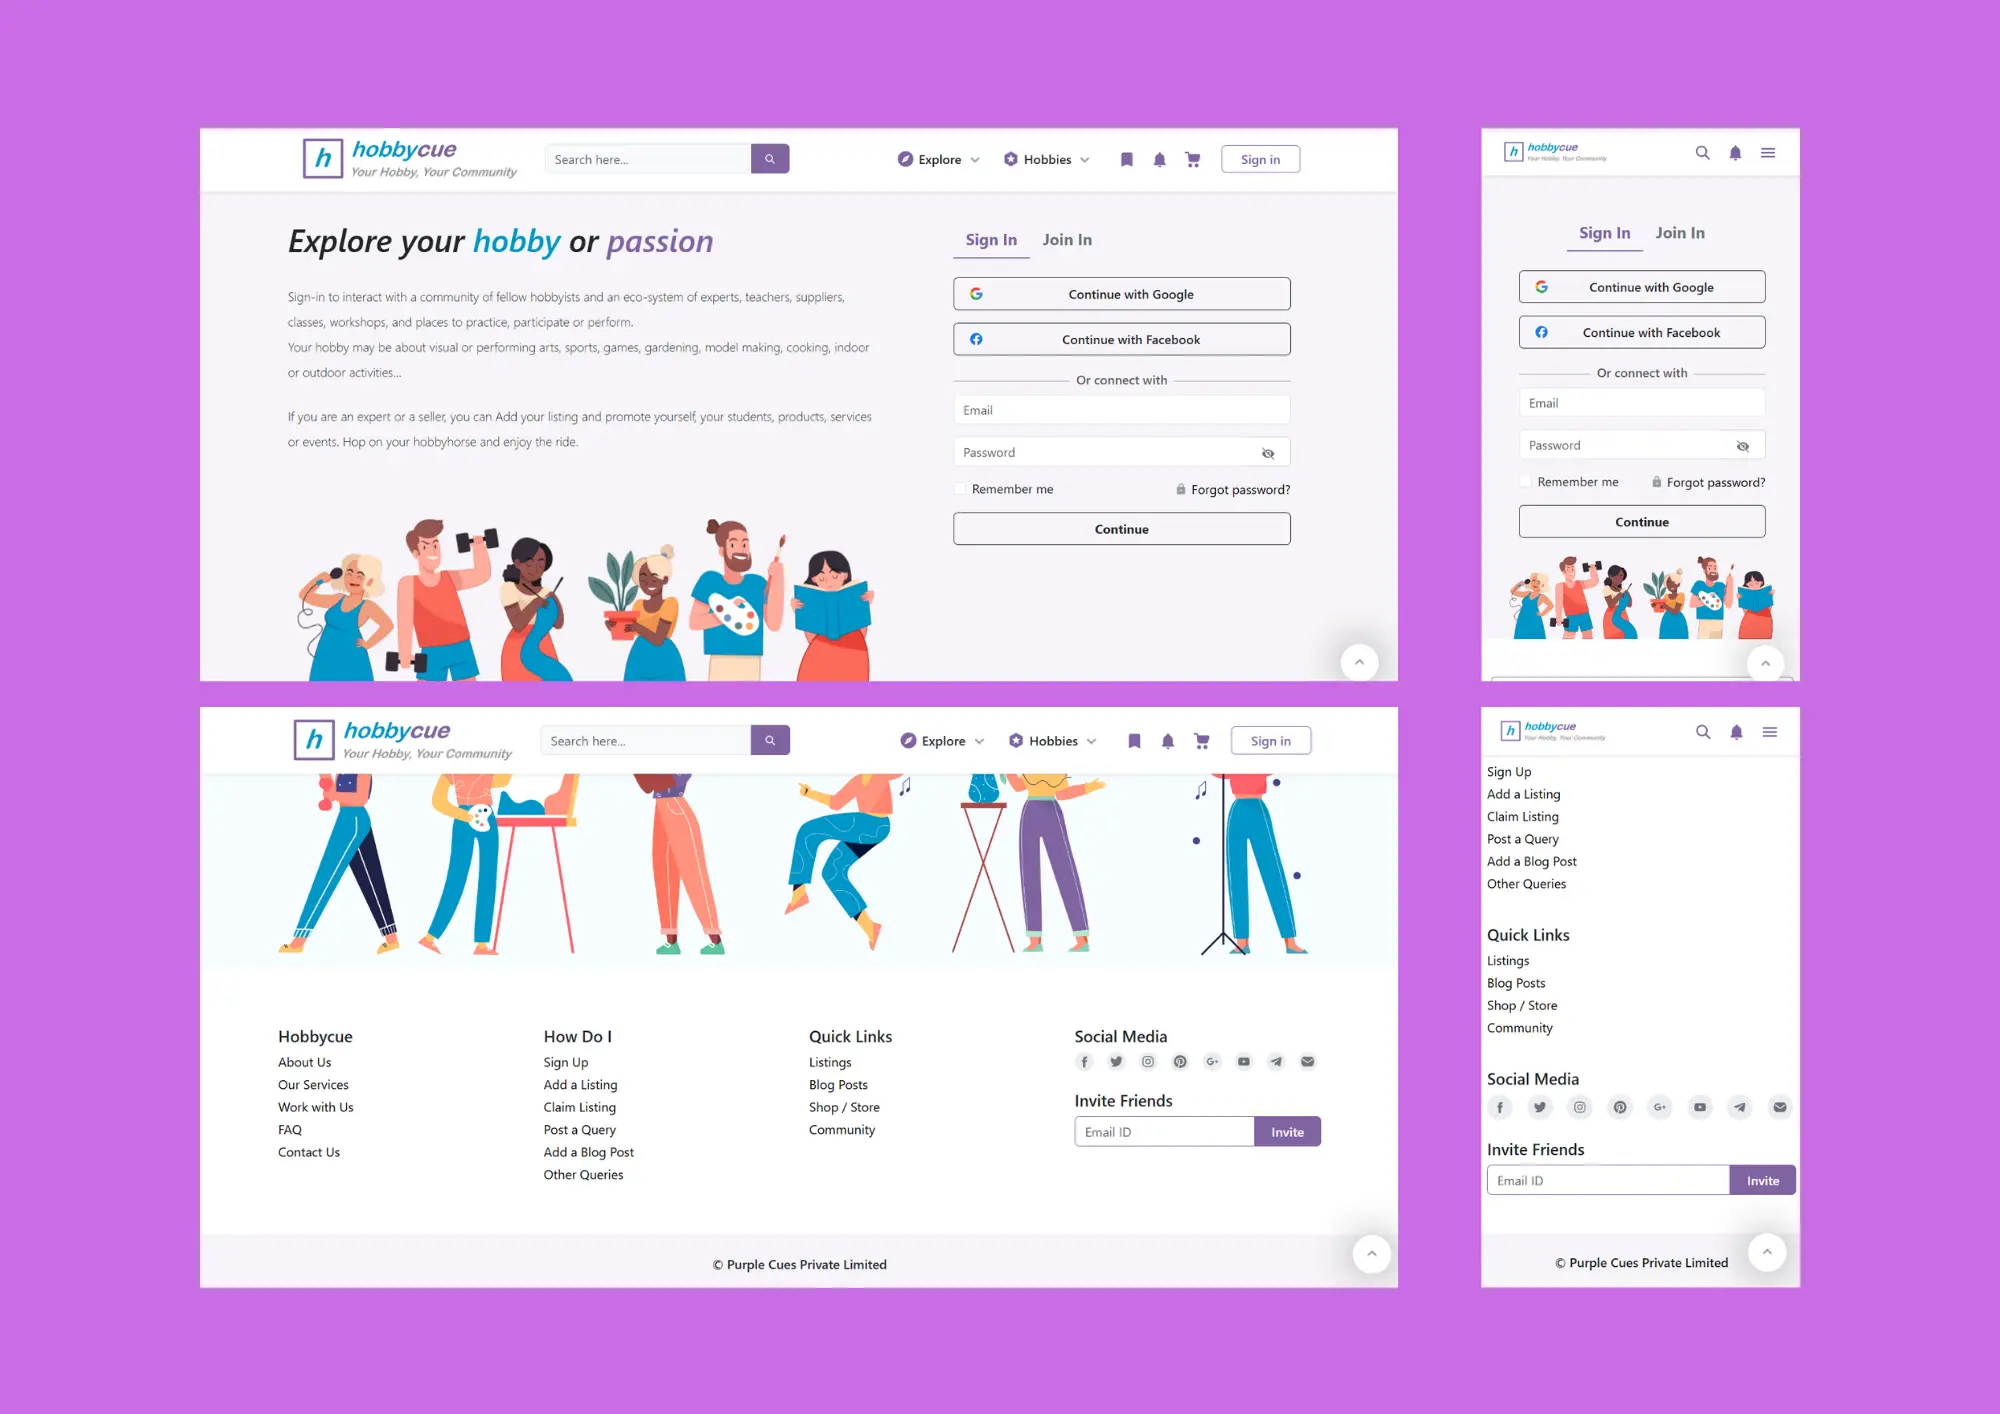 h hobbycue
Your Hobby, Your Community
Search here...
Explore
Hobbies
Sign in
Explore your hobby or passion
Sign-in to interact with a community of fellow hobbyists and an eco-system of experts, teachers, suppliers,
classes, workshops, and places to practice, participate or perform.
Your hobby may be about visual or performing arts, sports, games, gardening, model making, cooking, indoor
or outdoor activities...
If you are an expert or a seller, you can Add your listing and promote yourself, your students, products, services
or events. Hop on your hobbyhorse and enjoy the ride.
Sign In
Join In
Continue with Google
Continue with Facebook
Or connect with
Email
Password
Remember me
Forgot password?
Continue
h hobbycue
Your Hobby, Your Community
Sign In
Join In
Continue with Google
Continue with Facebook
Or connect with
Email
Password
Remember me
Forgot password?
Continue
h hobbycue
Your Hobby, Your Community
Search here...
Explore
Hobbies
Sign in
Hobbycue
About Us
Our Services
Work with Us
FAQ
Contact Us
How Do I
Sign Up
Add a Listing
Claim Listing
Post a Query
Add a Blog Post
Other Queries
Quick Links
Listings
Blog Posts
Shop / Store
Community
Social Media
Invite Friends
Email ID
Invite
© Purple Cues Private Limited
h hobbycue
Your Hobby, Your Community
Sign Up
Add a Listing
Claim Listing
Post a Query
Add a Blog Post
Other Queries
Quick Links
Listings
Blog Posts
Shop / Store
Community
Social Media
Invite Friends
Email ID
Invite
© Purple Cues Private Limited